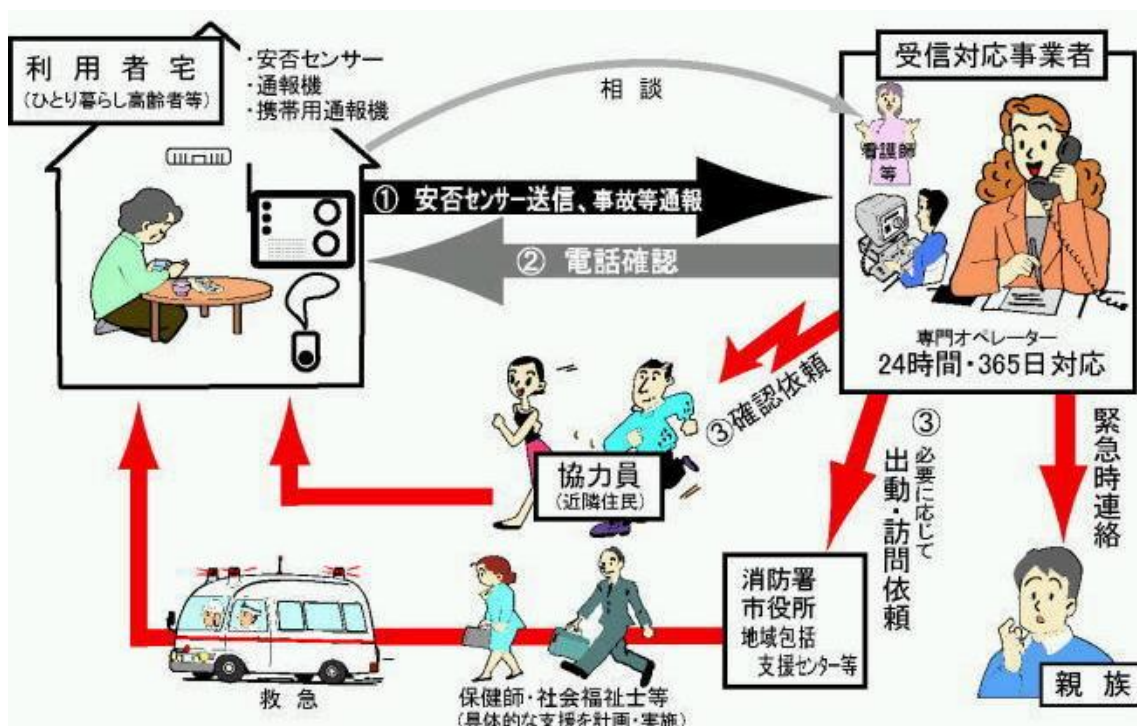 利用者宅
(ひとり暮らし高齢者等)
・安否センサー
・通報機
・携帯用通報機
相談
受信対応事業者
看護師
等
① 安否センサー送信、事故等通報
② 電話確認
専門オペレーター
24時間・365日対応
③確認依頼
③必要に応じて
出動・訪問依頼
緊急時連絡
協力員
(近隣住民)
消防署
市役所
地域包括
支援センター等
親族
救急
保健師・社会福祉士等
(具体的な支援を計画・実施)